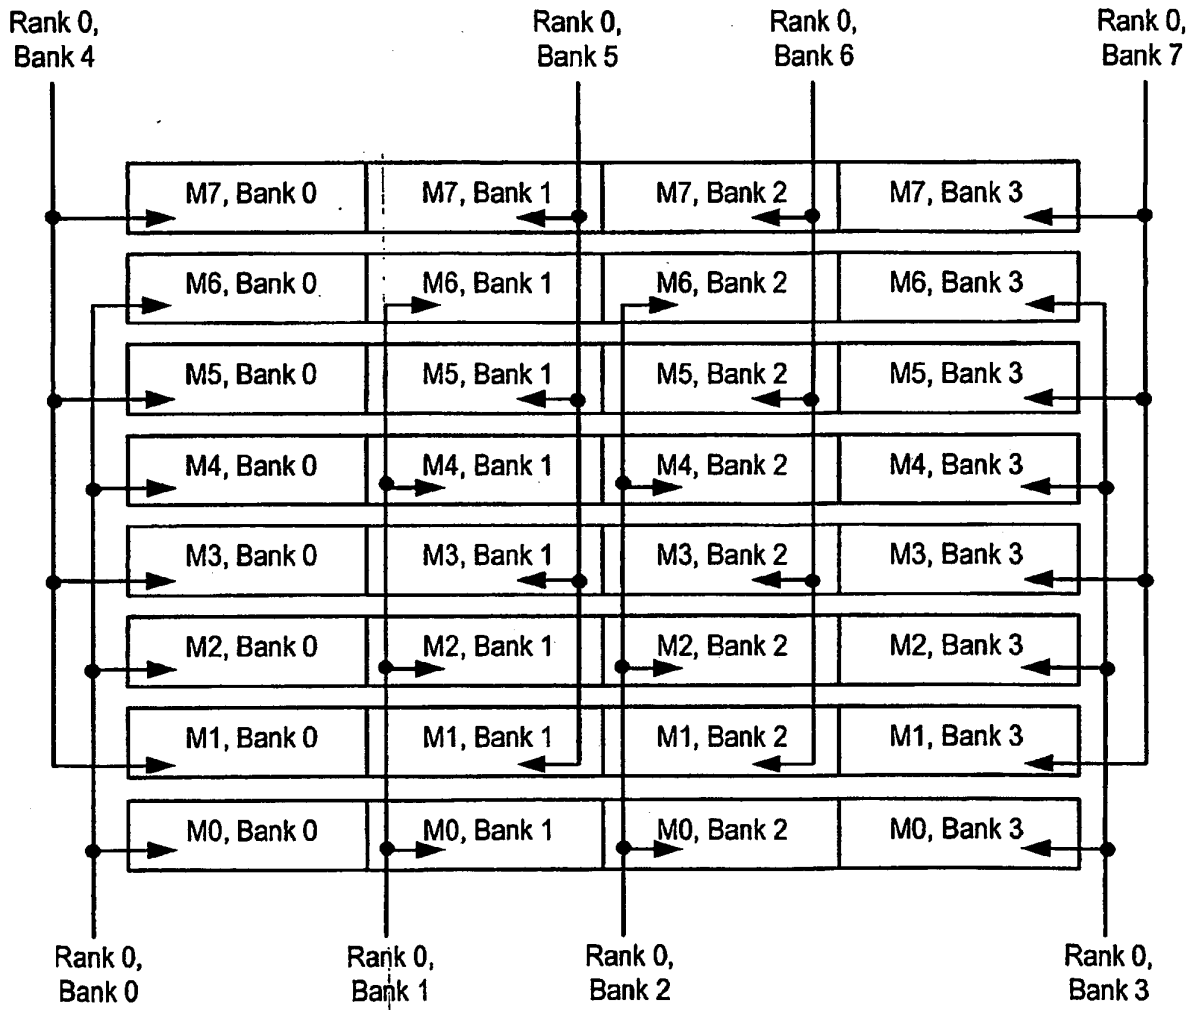 Rank 0,
Bank 4
Rank 0,
Bank 5
Rank 0,
Bank 6
Rank 0,
Bank 7
M7, Bank 0
M7, Bank 1
M7, Bank 2
M7, Bank 3
M6, Bank 0
M6, Bank 1
M6, Bank 2
M6, Bank 3
M5, Bank 0
M5, Bank 1
M5, Bank 2
M5, Bank 3
M4, Bank 0
M4, Bank 1
M4, Bank 2
M4, Bank 3
M3, Bank 0
M3, Bank 1
M3, Bank 2
M3, Bank 3
M2, Bank 0
M2, Bank 1
M2, Bank 2
M2, Bank 3
M1, Bank 0
M1, Bank 1
M1, Bank 2
M1, Bank 3
M0, Bank 0
M0, Bank 1
M0, Bank 2
M0, Bank 3
Rank 0,
Bank 0
Rank 0,
Bank 1
Rank 0,
Bank 2
Rank 0,
Bank 3